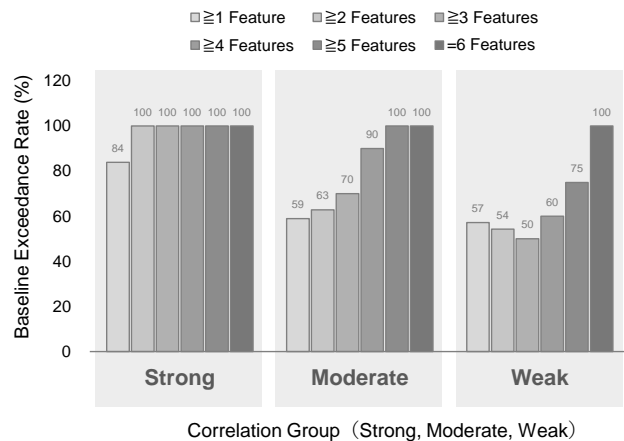 ≧1 Feature ≧2 Features ≧3 Features
≧4 Features ≧5 Features =6 Features
Baseline Exceedance Rate (%)
120
100
80
60
40
20
0
84 100 100 100 100 100
59 63 70 90 100 100
57 54 50 60 75 100
Strong Moderate Weak
Correlation Group（Strong, Moderate, Weak）